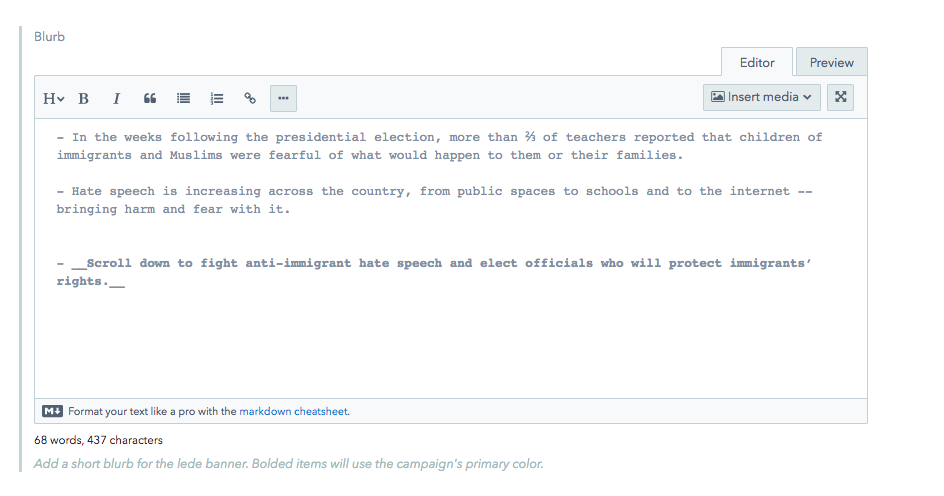 Blurb
Editor Preview
H B I Insert media
- In the weeks following the presidential election, more than ⅔ of teachers reported that children of
immigrants and Muslims were fearful of what would happen to them or their families.
- Hate speech is increasing across the country, from public spaces to schools and to the internet --
bringing harm and fear with it.
- __Scroll down to fight anti-immigrant hate speech and elect officials who will protect immigrants’
rights.__
M Format your text like a pro with the markdown cheatsheet.
68 words, 437 characters
Add a short blurb for the lede banner. Bolded items will use the campaign's primary color.